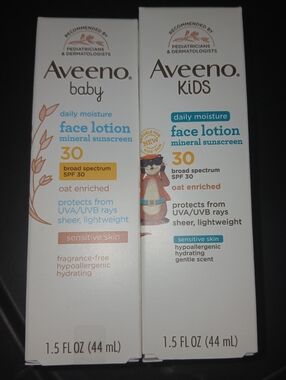 RECOMMENDED BY
PEDIATRICIANS
& DERMATOLOGISTS
Aveeno®
baby
daily moisture
face lotion
mineral sunscreen
30
broad spectrum
SPF 30
oat enriched
protects from
UVA/UVB rays
sheer, lightweight
sensitive skin
fragrance-free
hypoallergenic
hydrating
1.5 FL OZ (44 mL)
RECOMMENDED BY
PEDIATRICIANS
& DERMATOLOGISTS
Aveeno®
KiDS
daily moisture
face lotion
mineral sunscreen
NEW
30
broad spectrum
SPF 30
oat enriched
protects from
UVA/UVB rays
sheer, lightweight
sensitive skin
hypoallergenic
hydrating
gentle scent
1.5 FL OZ (44 mL)